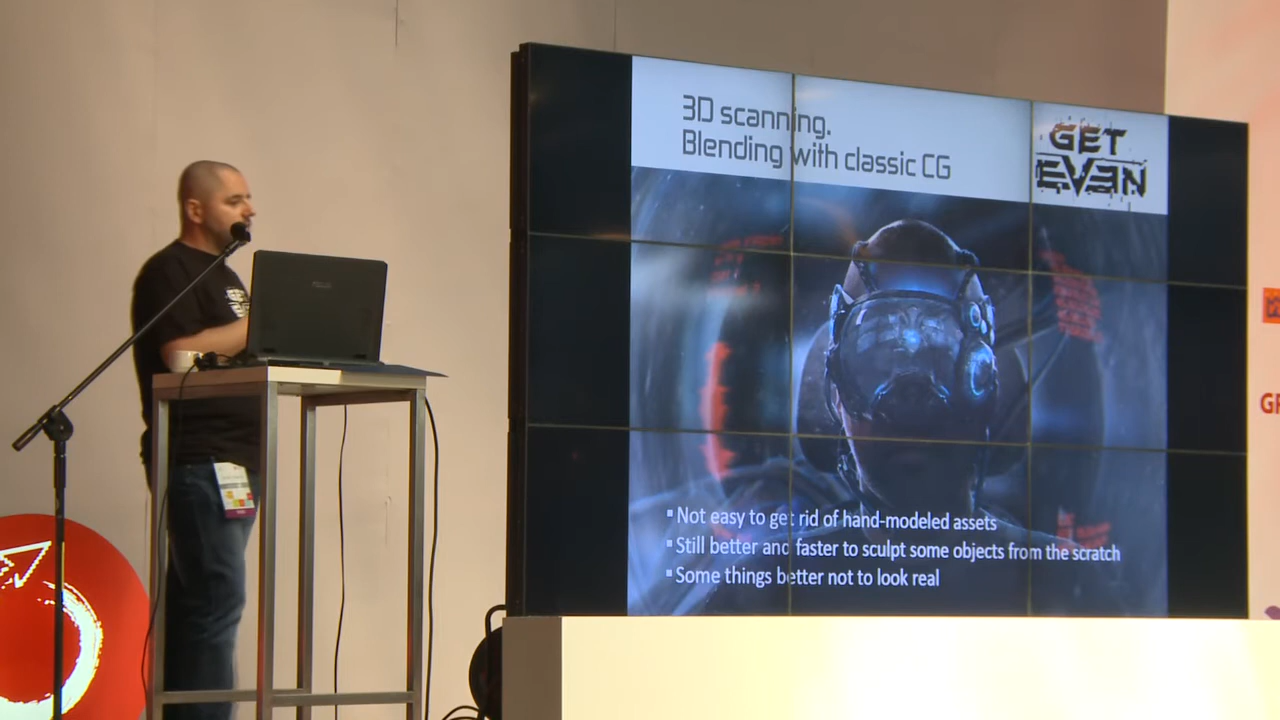 3D scanning.
Blending with classic CG
GET
EVEN
Not easy to get rid of hand-modeled assets
Still better and faster to sculpt some objects from the scratch
Some things better not to look real